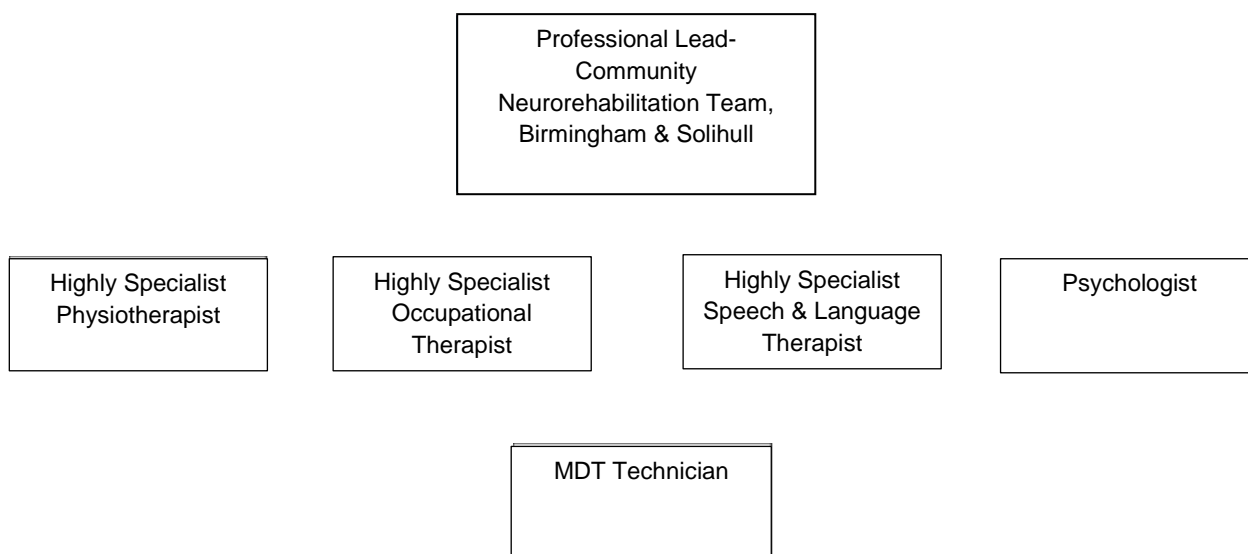 Professional Lead-
Community
Neurorehabilitation Team,
Birmingham & Solihull
Highly Specialist
Physiotherapist
Highly Specialist
Occupational
Therapist
Highly Specialist
Speech & Language
Therapist
Psychologist
MDT Technician